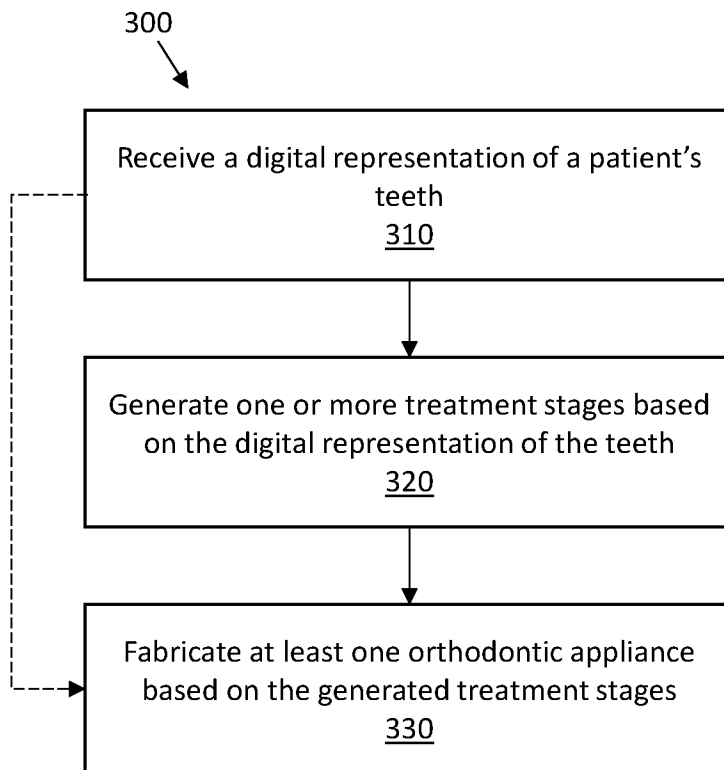 300
Receive a digital representation of a patient’s
teeth
310
Generate one or more treatment stages based
on the digital representation of the teeth
320
Fabricate at least one orthodontic appliance
based on the generated treatment stages
330